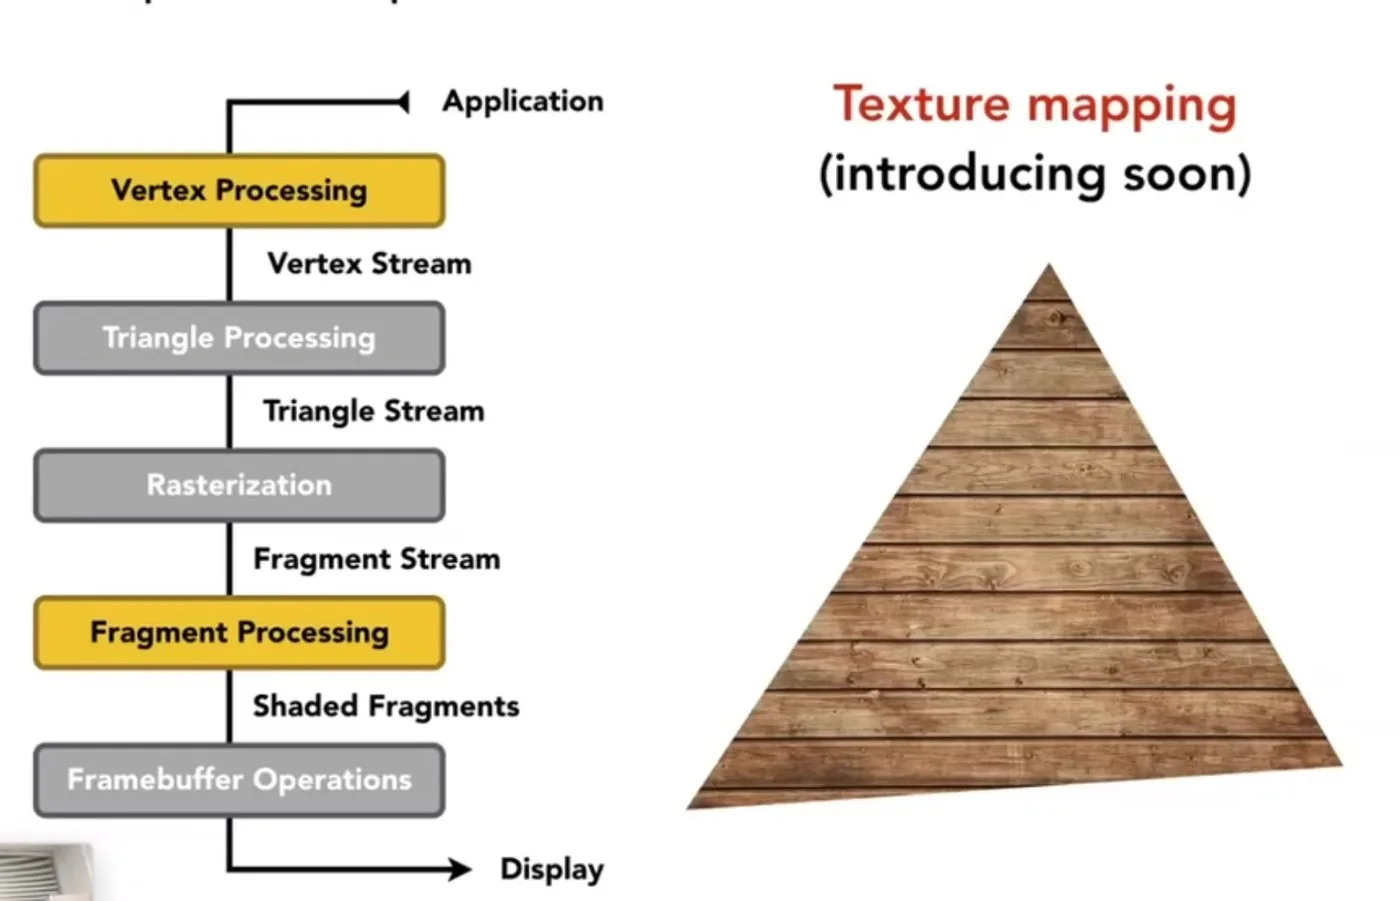 Application
Vertex Processing
Vertex Stream
Triangle Processing
Triangle Stream
Rasterization
Fragment Stream
Fragment Processing
Shaded Fragments
Framebuffer Operations
Display
Texture mapping
(introducing soon)